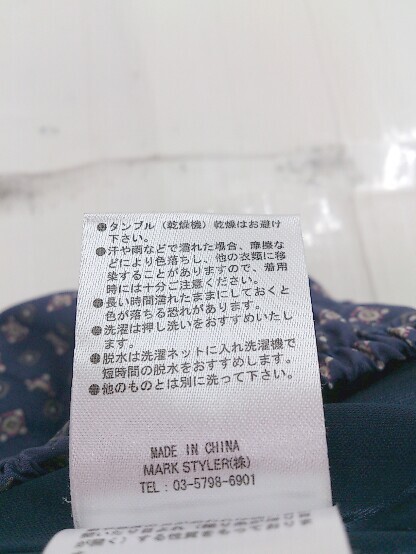 ●タンブル（乾燥機）乾燥はお避け
下さい。
●汗や雨などで濡れた場合、摩擦な
どにより色落ちし、他の衣類に移
染することがありますので、着用
時には十分ご注意ください。
●長い時間濡れたままにしておくと
色が落ちる恐れがあります。
●洗濯は押し洗いをおすすめいたし
ます。
●脱水は洗濯ネットに入れ洗濯機で
短時間の脱水をおすすめします。
●他のものとは別に洗って下さい。
MADE IN CHINA
MARK STYLER(株)
TEL : 03-5798-6901